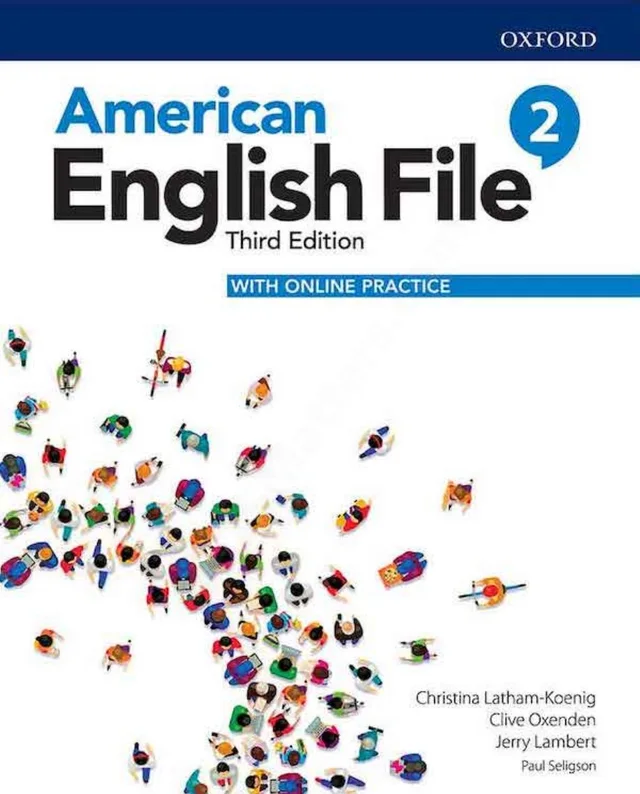 OXFORD
American
English File
2
Third Edition
WITH ONLINE PRACTICE
Christina Latham-Koenig
Clive Oxenden
Jerry Lambert
Paul Seligson